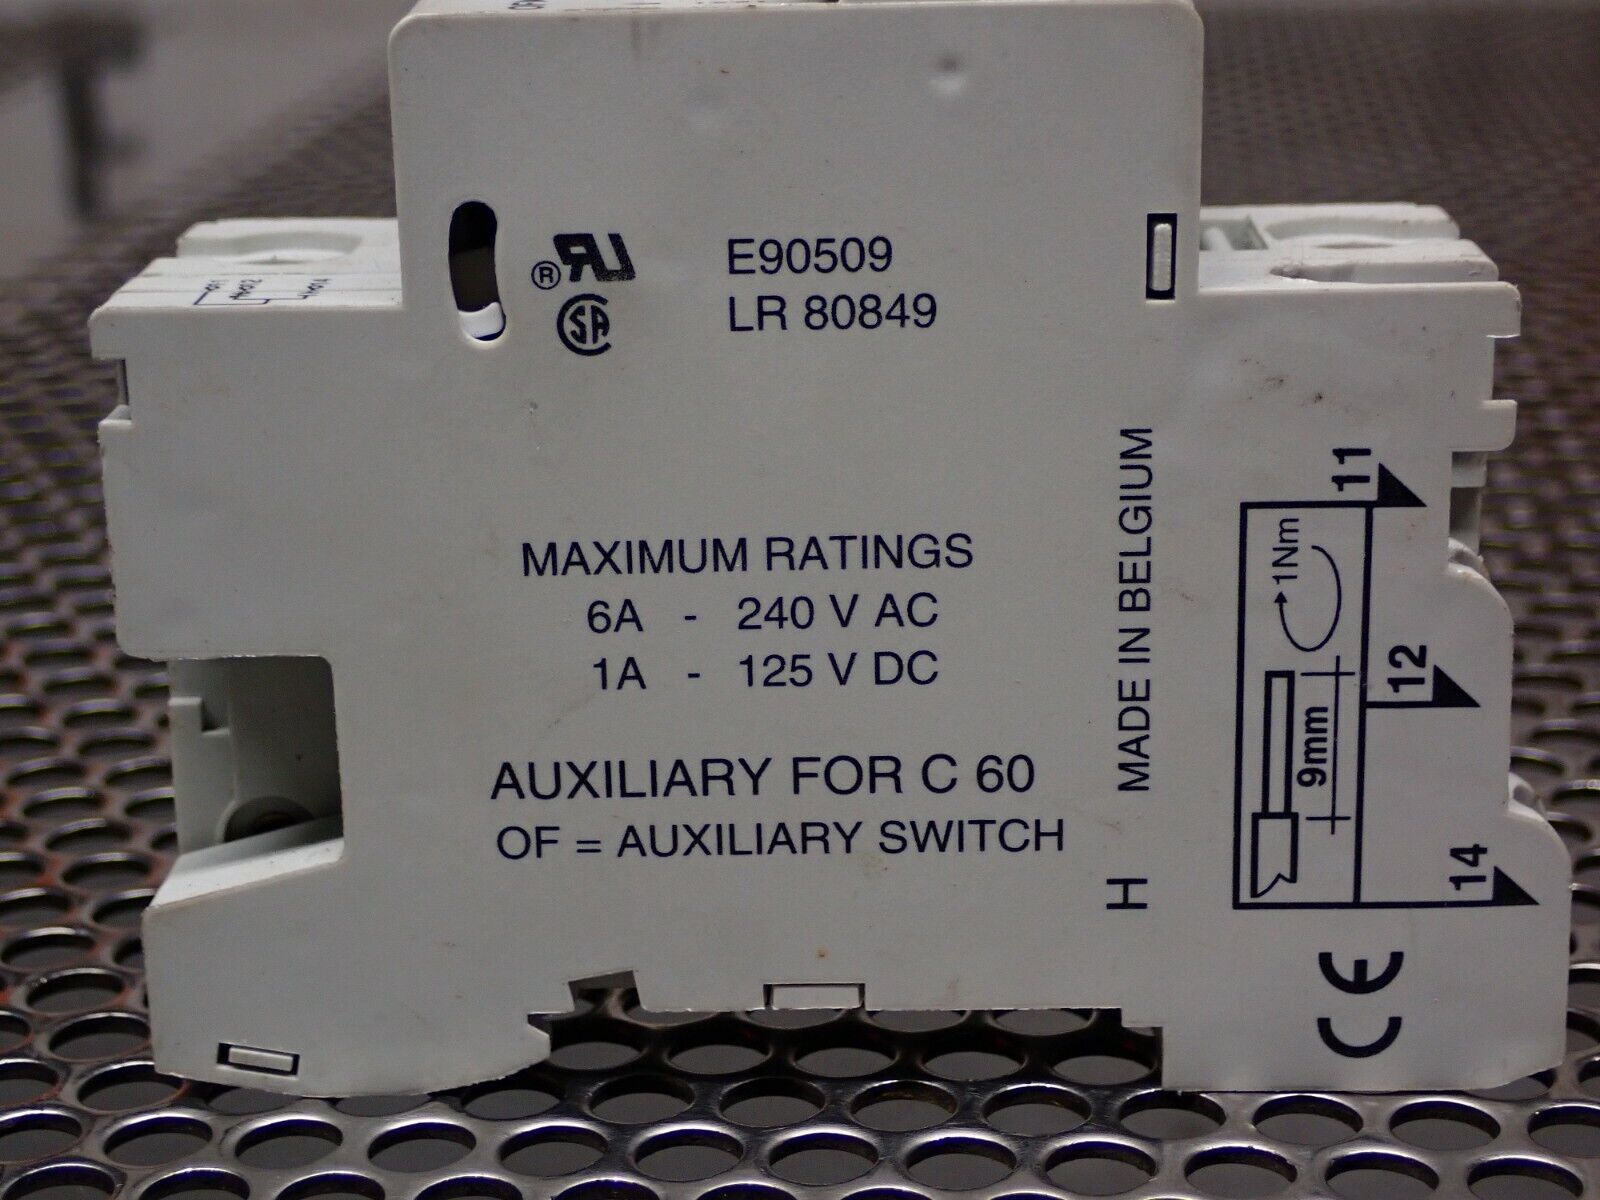 E90509
LR 80849
MAXIMUM RATINGS
6A - 240 V AC
1A - 125 V DC
AUXILIARY FOR C 60
OF = AUXILIARY SWITCH
H MADE IN BELGIUM
1Nm
9mm
11
12
14
CE
®
SA